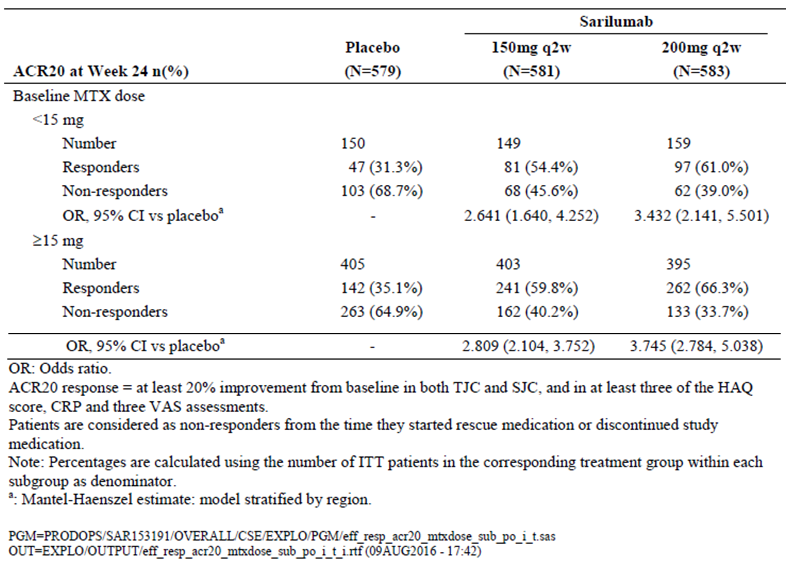 Sarilumab
Placebo 150mg q2w 200mg q2w
ACR20 at Week 24 n(%) (N=579) (N=581) (N=583)
Baseline MTX dose
<15 mg
Number 150 149 159
Responders 47 (31.3%) 81 (54.4%) 97 (61.0%)
Non-responders 103 (68.7%) 68 (45.6%) 62 (39.0%)
OR, 95% CI vs placeboᵃ - 2.641 (1.640, 4.252) 3.432 (2.141, 5.501)
≥15 mg
Number 405 403 395
Responders 142 (35.1%) 241 (59.8%) 262 (66.3%)
Non-responders 263 (64.9%) 162 (40.2%) 133 (33.7%)
OR, 95% CI vs placeboᵃ - 2.809 (2.104, 3.752) 3.745 (2.784, 5.038)
OR: Odds ratio.
ACR20 response = at least 20% improvement from baseline in both TJC and SJC, and in at least three of the HAQ
score, CRP and three VAS assessments.
Patients are considered as non-responders from the time they started rescue medication or discontinued study
medication.
Note: Percentages are calculated using the number of ITT patients in the corresponding treatment group within each
subgroup as denominator.
ᵃ: Mantel-Haenszel estimate: model stratified by region.
PGM=PRODOPS/SAR153191/OVERALL/CSE/EXPLO/PGM/eff_resp_acr20_mtxdose_sub_po_i_t.sas
OUT=EXPLO/OUTPUT/eff_resp_acr20_mtxdose_sub_po_i_t_i.rtf (09AUG2016 - 17:42)